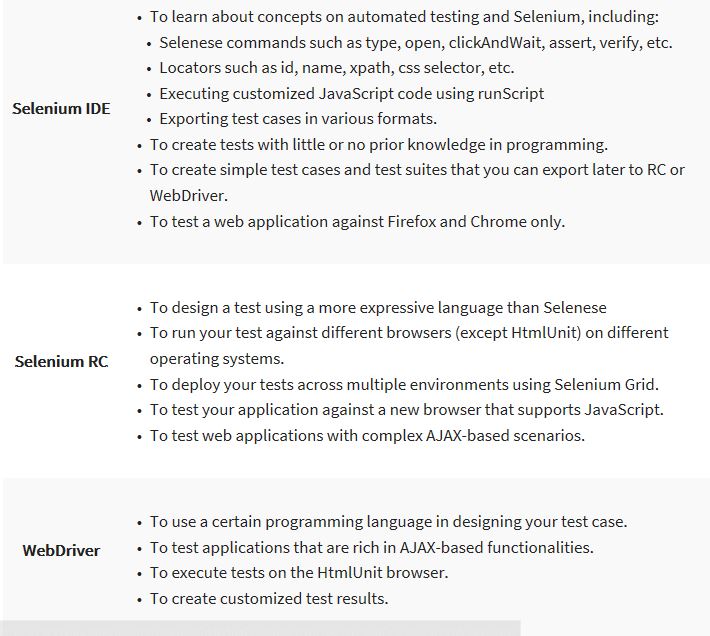 Selenium IDE
• To learn about concepts on automated testing and Selenium, including:
• Selenese commands such as type, open, clickAndWait, assert, verify, etc.
• Locators such as id, name, xpath, css selector, etc.
• Executing customized JavaScript code using runScript
• Exporting test cases in various formats.
• To create tests with little or no prior knowledge in programming.
• To create simple test cases and test suites that you can export later to RC or
WebDriver.
• To test a web application against Firefox and Chrome only.
Selenium RC
• To design a test using a more expressive language than Selenese
• To run your test against different browsers (except HtmlUnit) on different
operating systems.
• To deploy your tests across multiple environments using Selenium Grid.
• To test your application against a new browser that supports JavaScript.
• To test web applications with complex AJAX-based scenarios.
WebDriver
• To use a certain programming language in designing your test case.
• To test applications that are rich in AJAX-based functionalities.
• To execute tests on the HtmlUnit browser.
• To create customized test results.